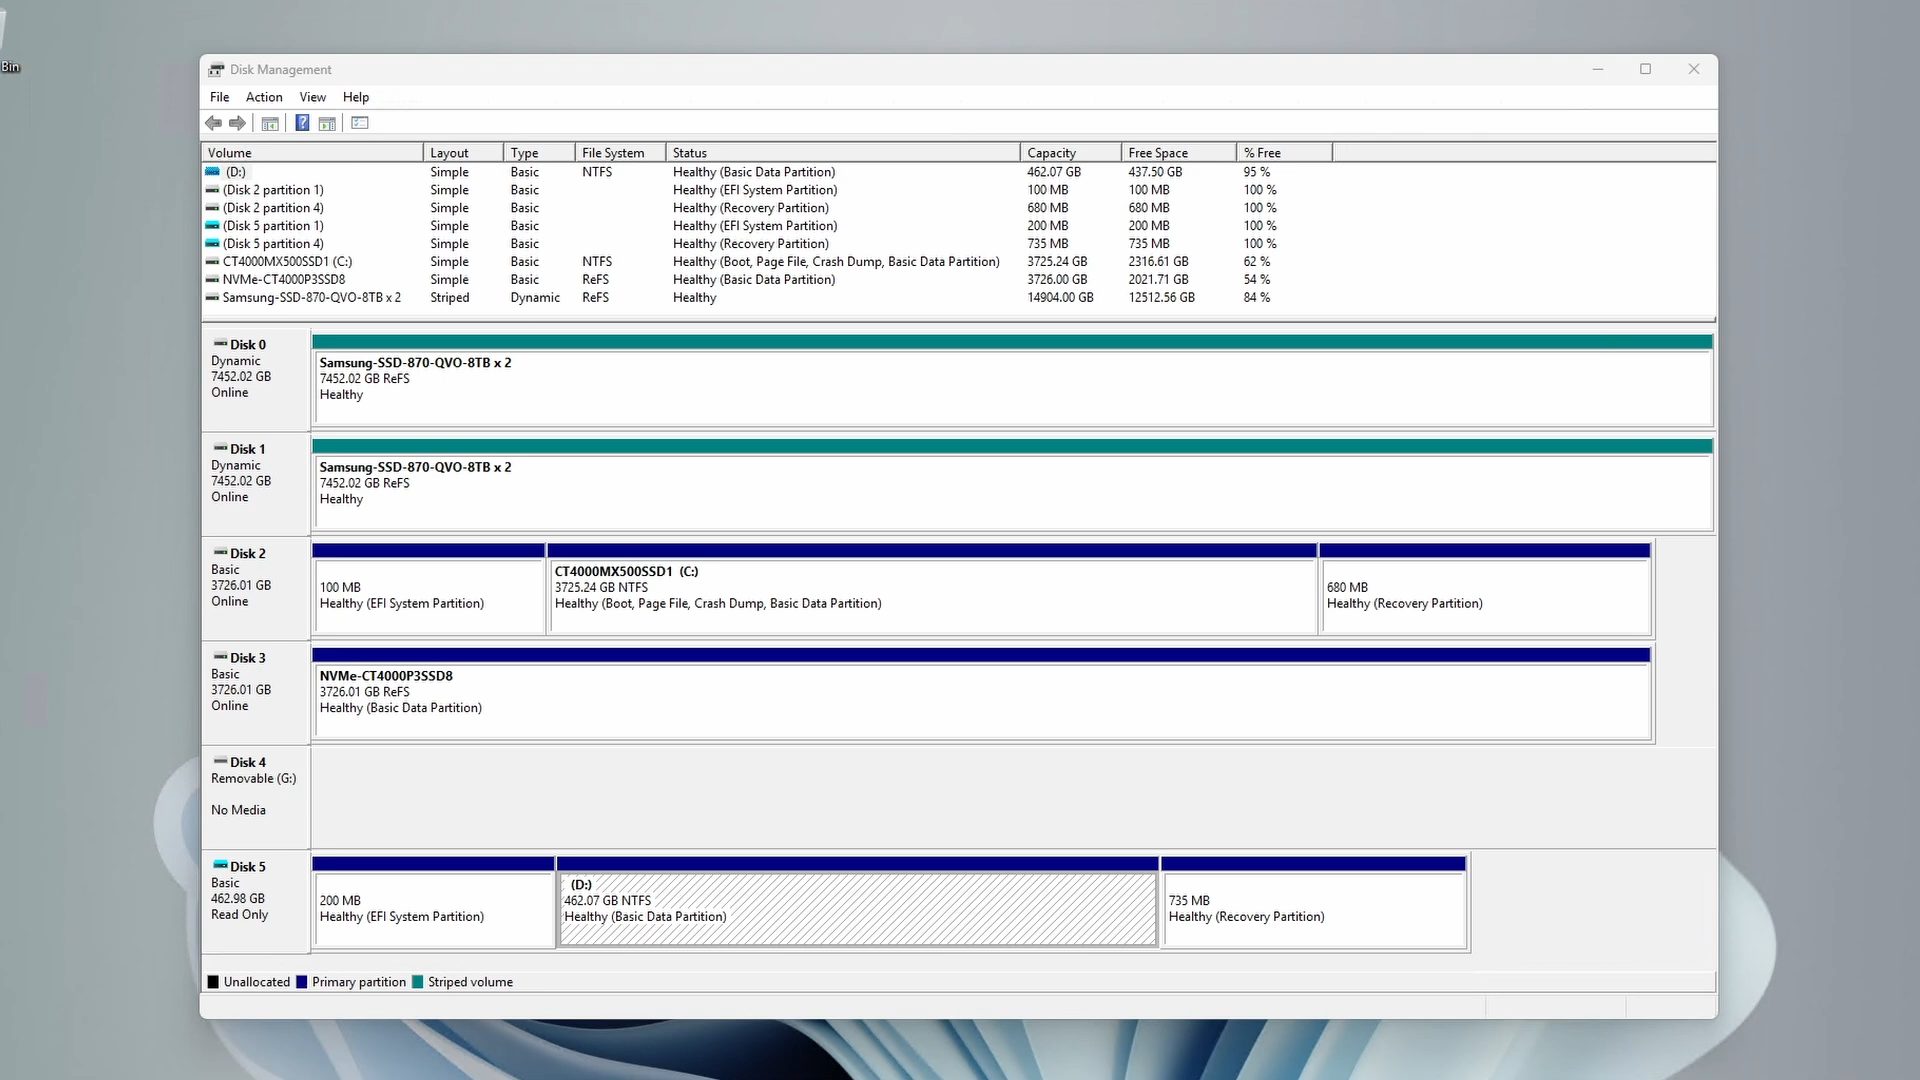 Bin
Disk Management
File Action View Help
Volume Layout Type File System Status Capacity Free Space % Free
(D:) Simple Basic NTFS Healthy (Basic Data Partition) 462.07 GB 437.50 GB 95 %
(Disk 2 partition 1) Simple Basic Healthy (EFI System Partition) 100 MB 100 MB 100 %
(Disk 2 partition 4) Simple Basic Healthy (Recovery Partition) 680 MB 680 MB 100 %
(Disk 5 partition 1) Simple Basic Healthy (EFI System Partition) 200 MB 200 MB 100 %
(Disk 5 partition 4) Simple Basic Healthy (Recovery Partition) 735 MB 735 MB 100 %
CT4000MX500SSD1 (C:) Simple Basic NTFS Healthy (Boot, Page File, Crash Dump, Basic Data Partition) 3725.24 GB 2316.61 GB 62 %
NVMe-CT4000P3SSD8 Simple Basic ReFS Healthy (Basic Data Partition) 3726.00 GB 2021.71 GB 54 %
Samsung-SSD-870-QVO-8TB x 2 Striped Dynamic ReFS Healthy 14904.00 GB 12512.56 GB 84 %
Disk 0
Dynamic
7452.02 GB
Online
Samsung-SSD-870-QVO-8TB x 2
7452.02 GB ReFS
Healthy
Disk 1
Dynamic
7452.02 GB
Online
Samsung-SSD-870-QVO-8TB x 2
7452.02 GB ReFS
Healthy
Disk 2
Basic
3726.01 GB
Online
100 MB
Healthy (EFI System Partition)
CT4000MX500SSD1 (C:)
3725.24 GB NTFS
Healthy (Boot, Page File, Crash Dump, Basic Data Partition)
680 MB
Healthy (Recovery Partition)
Disk 3
Basic
3726.01 GB
Online
NVMe-CT4000P3SSD8
3726.01 GB ReFS
Healthy (Basic Data Partition)
Disk 4
Removable (G:)
No Media
Disk 5
Basic
462.98 GB
Read Only
200 MB
Healthy (EFI System Partition)
(D:)
462.07 GB NTFS
Healthy (Basic Data Partition)
735 MB
Healthy (Recovery Partition)
Unallocated Primary partition Striped volume